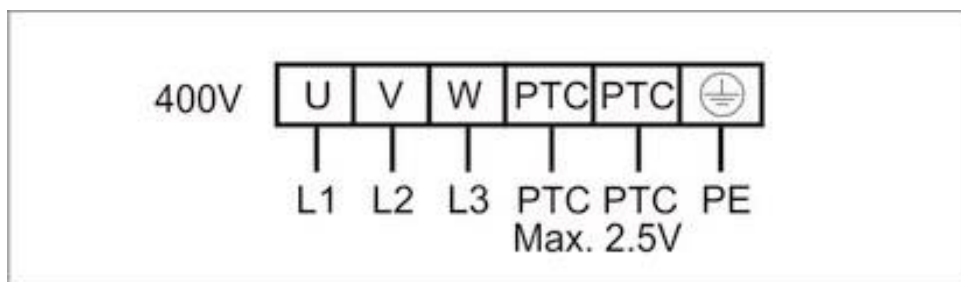 400V U V W PTC PTC
L1 L2 L3 PTC PTC PE
Max. 2.5V